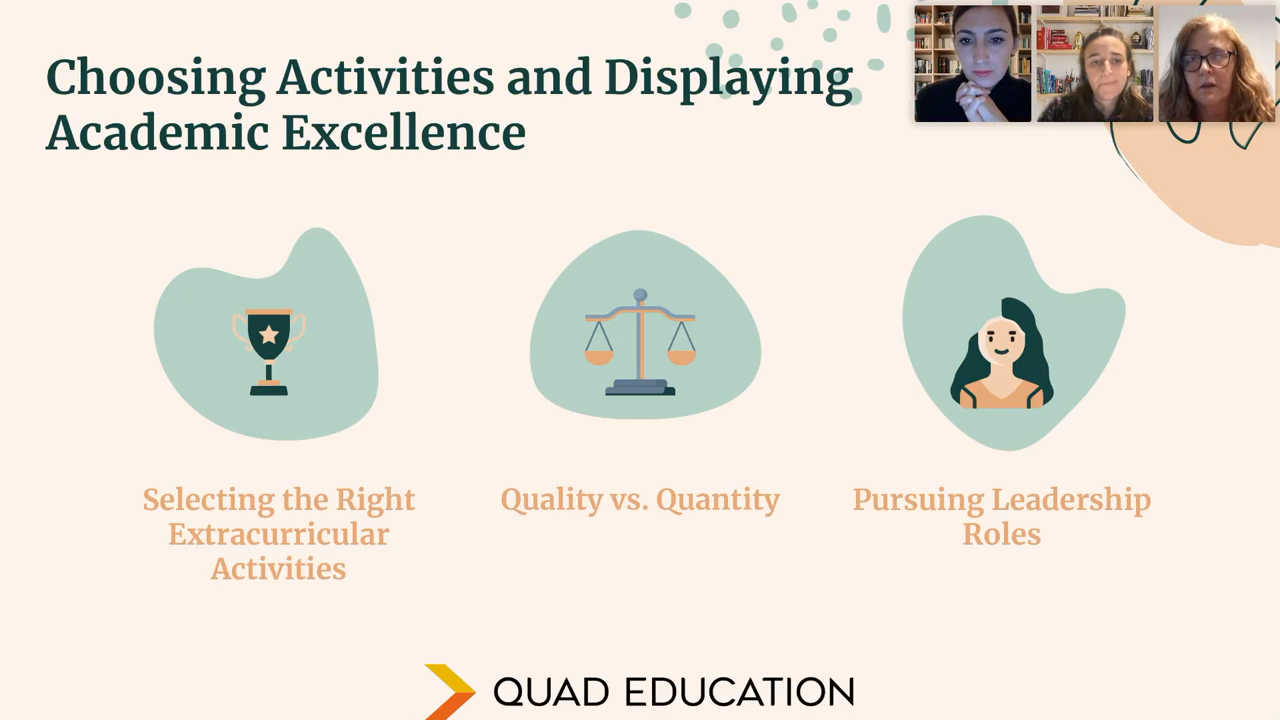 Choosing Activities and Displaying
Academic Excellence
Selecting the Right
Extracurricular
Activities
Quality vs. Quantity
Pursuing Leadership
Roles
QUAD EDUCATION